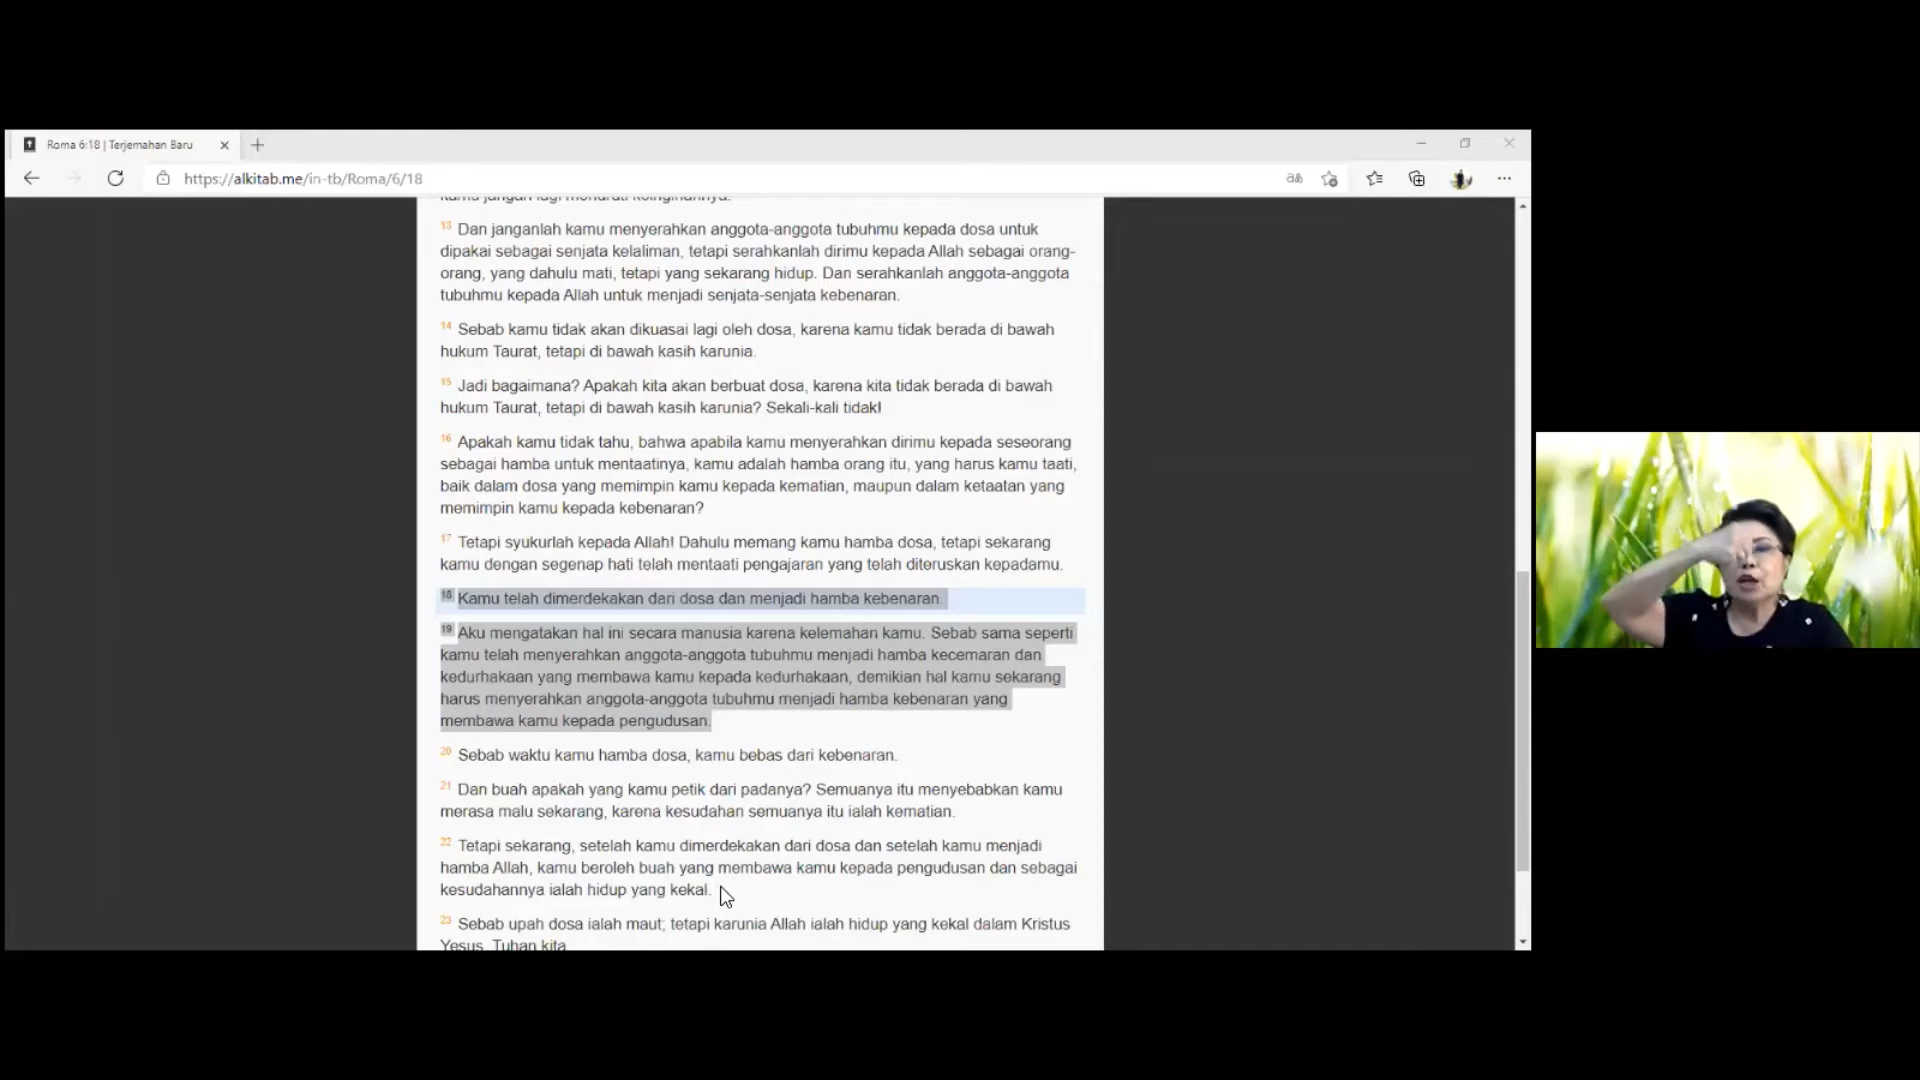 Roma 6:18 | Terjemahan Baru
https://alkitab.me/in-tb/Roma/6/18
kamu jangan lagi menuruti keinginannya.
13 Dan janganlah kamu menyerahkan anggota-anggota tubuhmu kepada dosa untuk
dipakai sebagai senjata kelaliman, tetapi serahkanlah dirimu kepada Allah sebagai orang-
orang, yang dahulu mati, tetapi yang sekarang hidup. Dan serahkanlah anggota-anggota
tubuhmu kepada Allah untuk menjadi senjata-senjata kebenaran.
14 Sebab kamu tidak akan dikuasai lagi oleh dosa, karena kamu tidak berada di bawah
hukum Taurat, tetapi di bawah kasih karunia.
15 Jadi bagaimana? Apakah kita akan berbuat dosa, karena kita tidak berada di bawah
hukum Taurat, tetapi di bawah kasih karunia? Sekali-kali tidak!
16 Apakah kamu tidak tahu, bahwa apabila kamu menyerahkan dirimu kepada seseorang
sebagai hamba untuk mentaatinya, kamu adalah hamba orang itu, yang harus kamu taati,
baik dalam dosa yang memimpin kamu kepada kematian, maupun dalam ketaatan yang
memimpin kamu kepada kebenaran?
17 Tetapi syukurlah kepada Allah! Dahulu memang kamu hamba dosa, tetapi sekarang
kamu dengan segenap hati telah mentaati pengajaran yang telah diteruskan kepadamu.
18 Kamu telah dimerdekakan dari dosa dan menjadi hamba kebenaran.
19 Aku mengatakan hal ini secara manusia karena kelemahan kamu. Sebab sama seperti
kamu telah menyerahkan anggota-anggota tubuhmu menjadi hamba kecemaran dan
kedurhakaan yang membawa kamu kepada kedurhakaan, demikian hal kamu sekarang
harus menyerahkan anggota-anggota tubuhmu menjadi hamba kebenaran yang
membawa kamu kepada pengudusan.
20 Sebab waktu kamu hamba dosa, kamu bebas dari kebenaran.
21 Dan buah apakah yang kamu petik dari padanya? Semuanya itu menyebabkan kamu
merasa malu sekarang, karena kesudahan semuanya itu ialah kematian.
22 Tetapi sekarang, setelah kamu dimerdekakan dari dosa dan setelah kamu menjadi
hamba Allah, kamu beroleh buah yang membawa kamu kepada pengudusan dan sebagai
kesudahannya ialah hidup yang kekal.
23 Sebab upah dosa ialah maut; tetapi karunia Allah ialah hidup yang kekal dalam Kristus
Yesus, Tuhan kita